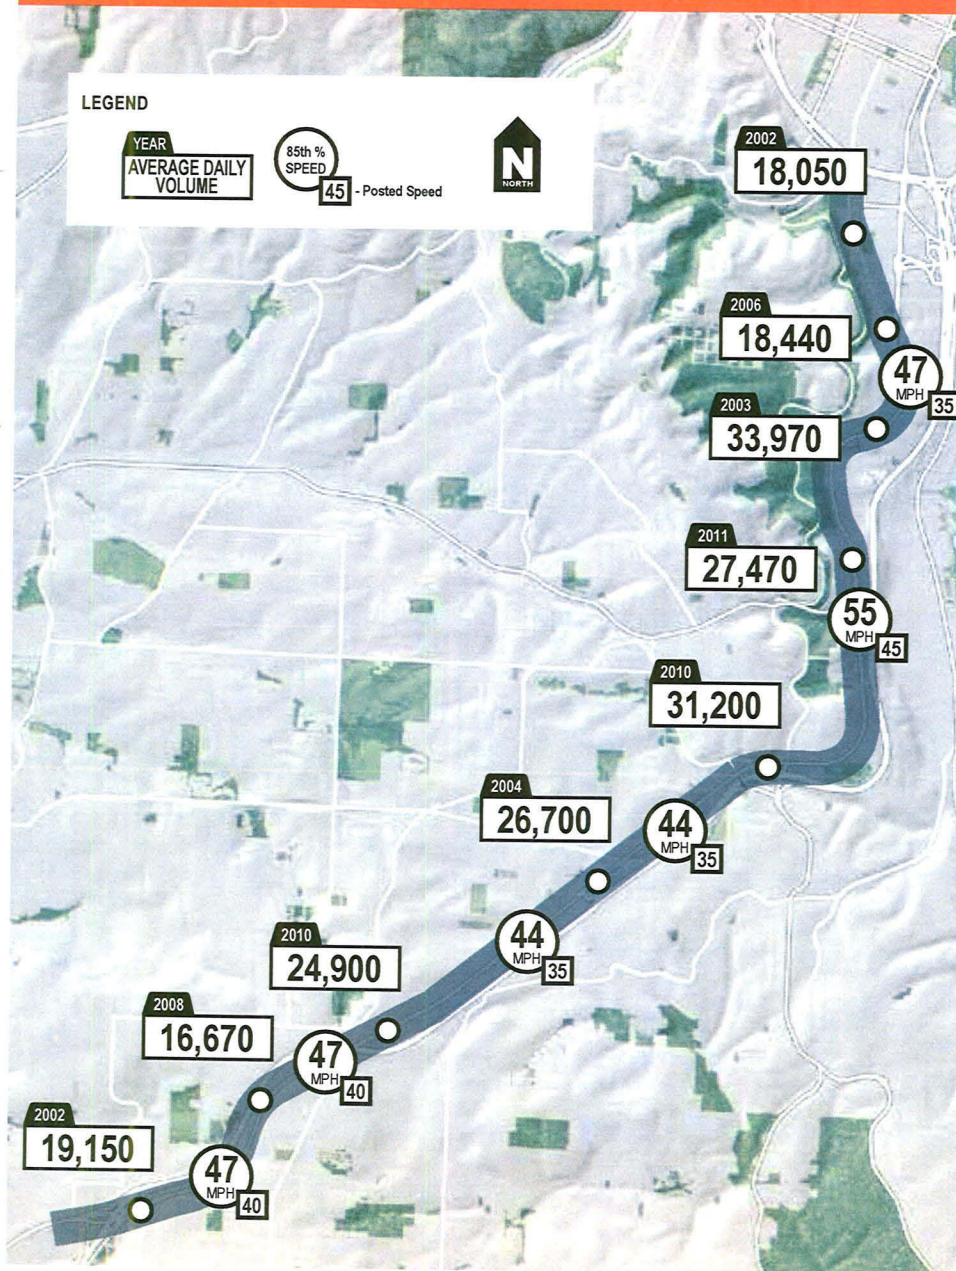 LEGEND
YEAR
AVERAGE DAILY
VOLUME
85th %
SPEED
45 - Posted Speed
N
NORTH
2002
18,050
2006
18,440
47
MPH
35
2003
33,970
2011
27,470
55
MPH
45
2010
31,200
2004
26,700
44
MPH
35
44
MPH
35
2010
24,900
2008
16,670
47
MPH
40
2002
19,150
47
MPH
40